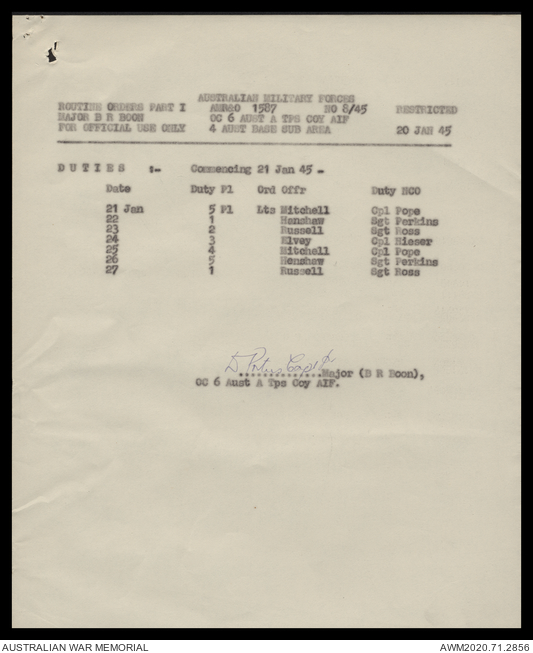 AUSTRALIAN MILITARY FORCES
ROUTINE ORDERS PART I AWR20 1587 NO 8/45 RESTRICTED
MAJOR B R BOON OC 6 AUST A TPS COY AIF
FOR OFFICIAL USE ONLY 4 AUST BASE SUB AREA 20 JAN 45
D U T I E S :- Commencing 21 Jan 45 -
Date Duty Pl Ord Offr Duty NCO
21 Jan 5 Pl Lts Mitchell Cpl Pope
22 1 Henshaw Sgt Perkins
23 2 Russell Sgt Ross
24 3 Elvey Cpl Rieser
25 4 Mitchell Cpl Pope
26 5 Henshaw Sgt Perkins
27 1 Russell Sgt Ross
..............Major (B R Boon),
OC 6 Aust A Tps Coy AIF.
AUSTRALIAN WAR MEMORIAL AWM2020.71.2856